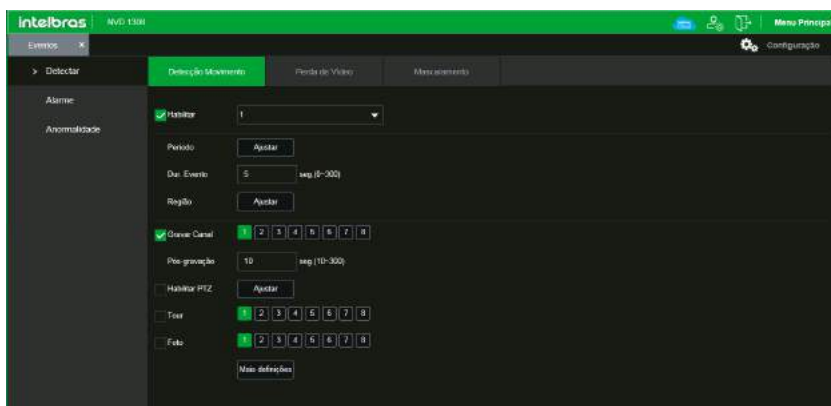 intelbras NVD 1308 Menu Principal
Eventos X Configuração
> Detectar Detecção Movimento Perda de Vídeo Mascaramento
Alarme
Habilitar 1
Anormalidade
Período Ajustar
Dur. Evento 5 seg.(0~300)
Região Ajustar
Gravar Canal 1 2 3 4 5 6 7 8
Pós-gravação 10 seg.(10~300)
Habilitar PTZ Ajustar
Tour 1 2 3 4 5 6 7 8
Foto 1 2 3 4 5 6 7 8
Mais definições